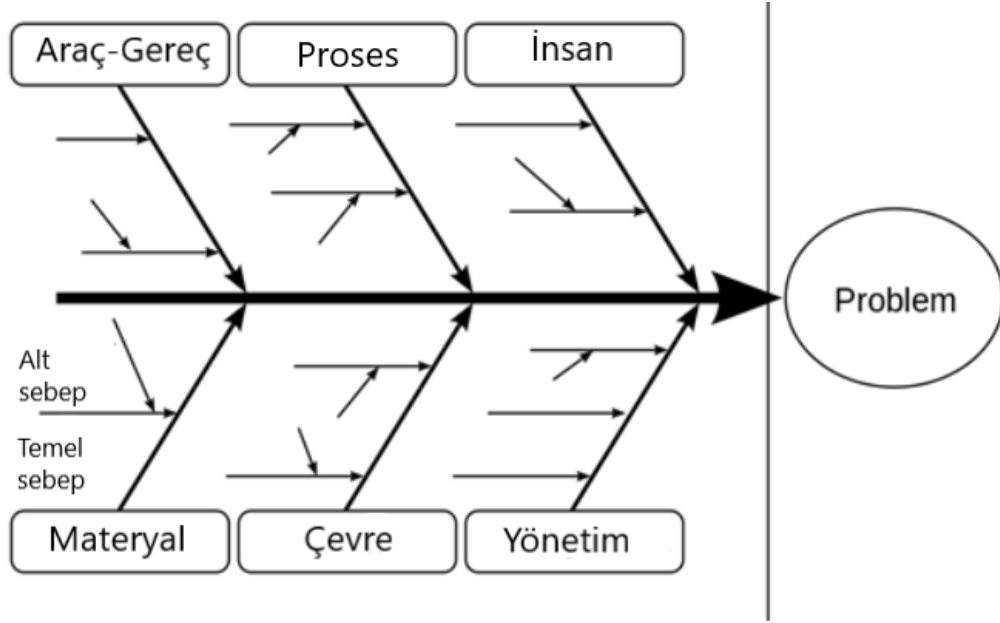 Araç-Gereç
Proses
İnsan
Problem
Alt
sebep
Temel
sebep
Materyal
Çevre
Yönetim